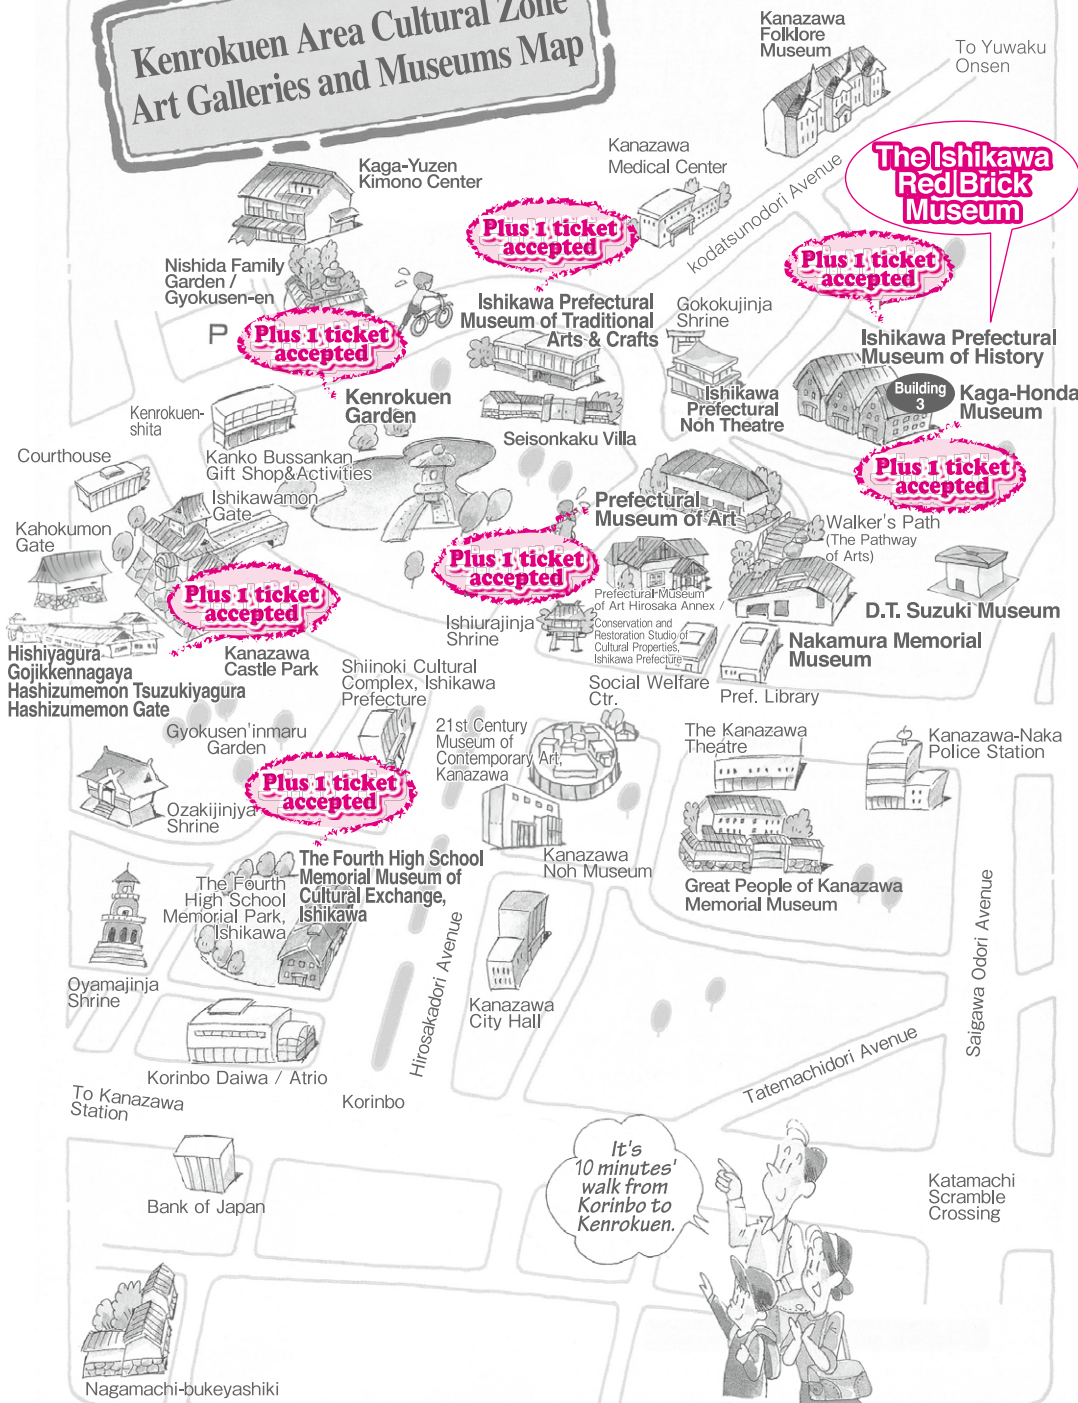 Kenrokuen Area Cultural Zone
Art Galleries and Museums Map
Kanazawa
Folklore
Museum
To Yuwaku
Onsen
Kanazawa
Medical Center
kodatsunodori Avenue
The Ishikawa
Red Brick
Museum
Kaga-Yuzen
Kimono Center
Plus 1 ticket
accepted
Plus 1 ticket
accepted
Nishida Family
Garden /
Gyokusen-en
P
Plus 1 ticket
accepted
Ishikawa Prefectural
Museum of Traditional
Arts & Crafts
Gokokujinja
Shrine
Ishikawa Prefectural
Museum of History
Building
3
Kaga-Honda
Museum
Kenrokuen
Garden
Ishikawa
Prefectural
Noh Theatre
Kenrokuen-
shita
Seisonkaku Villa
Plus 1 ticket
accepted
Courthouse
Kanko Bussankan
Gift Shop&Activities
Ishikawamon
Gate
Prefectural
Museum of Art
Kahokumon
Gate
Walker's Path
(The Pathway
of Arts)
Plus 1 ticket
accepted
Plus 1 ticket
accepted
Prefectural Museum
of Art Hirosaka Annex /
Conservation and
Restoration Studio of
Cultural Properties,
Ishikawa Prefecture
D.T. Suzuki Museum
Ishiurajinja
Shrine
Nakamura Memorial
Museum
Hishiyagura
Gojikkennagaya
Hashizumemon Tsuzukiyagura
Hashizumemon Gate
Kanazawa
Castle Park
Shiinoki Cultural
Complex, Ishikawa
Prefecture
Social Welfare
Ctr.
Pref. Library
Gyokusen'inmaru
Garden
21st Century
Museum of
Contemporary Art,
Kanazawa
The Kanazawa
Theatre
Kanazawa-Naka
Police Station
Plus 1 ticket
accepted
Ozakijinjya
Shrine
The Fourth High School
Memorial Museum of
Cultural Exchange,
Ishikawa
Kanazawa
Noh Museum
The Fourth
High School
Memorial Park,
Ishikawa
Great People of Kanazawa
Memorial Museum
Hirosakadori Avenue
Saigawa Odori Avenue
Oyamajinja
Shrine
Kanazawa
City Hall
Korinbo Daiwa / Atrio
Tatemachidori Avenue
To Kanazawa
Station
Korinbo
It's
10 minutes'
walk from
Korinbo to
Kenrokuen.
Katamachi
Scramble
Crossing
Bank of Japan
Nagamachi-bukeyashiki